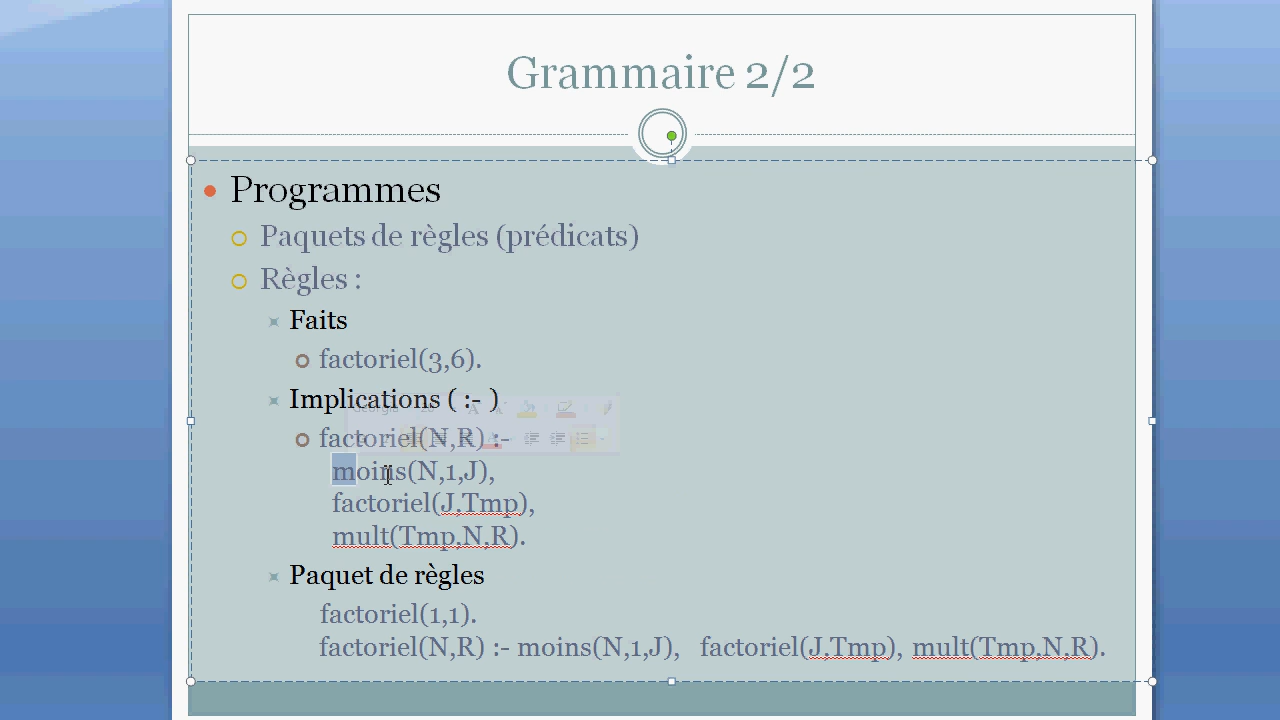 Grammaire 2/2
Programmes
Paquets de règles (prédicats)
Règles :
Faits
factoriel(3,6).
Implications ( :- )
factoriel(N,R) :-
moins(N,1,J),
factoriel(J,Tmp),
mult(Tmp,N,R).
Paquet de règles
factoriel(1,1).
factoriel(N,R) :- moins(N,1,J), factoriel(J,Tmp), mult(Tmp,N,R).